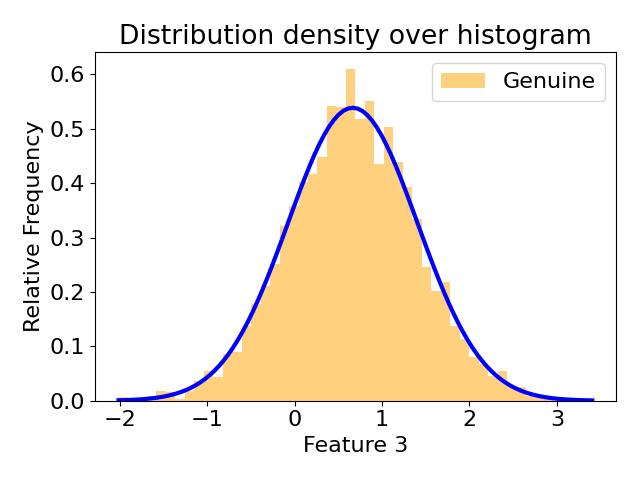 Distribution density over histogram
Genuine
Relative Frequency
0.6
0.5
0.4
0.3
0.2
0.1
0.0
−2 −1 0 1 2 3
Feature 3